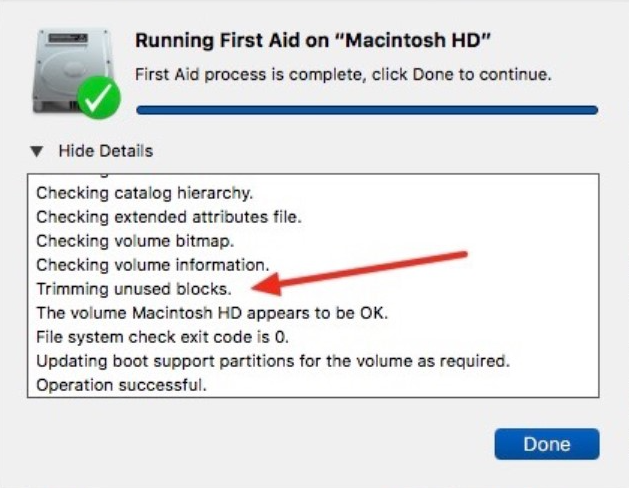 Running First Aid on “Macintosh HD”
First Aid process is complete, click Done to continue.
Hide Details
Checking catalog hierarchy.
Checking extended attributes file.
Checking volume bitmap.
Checking volume information.
Trimming unused blocks.
The volume Macintosh HD appears to be OK.
File system check exit code is 0.
Updating boot support partitions for the volume as required.
Operation successful.
Done